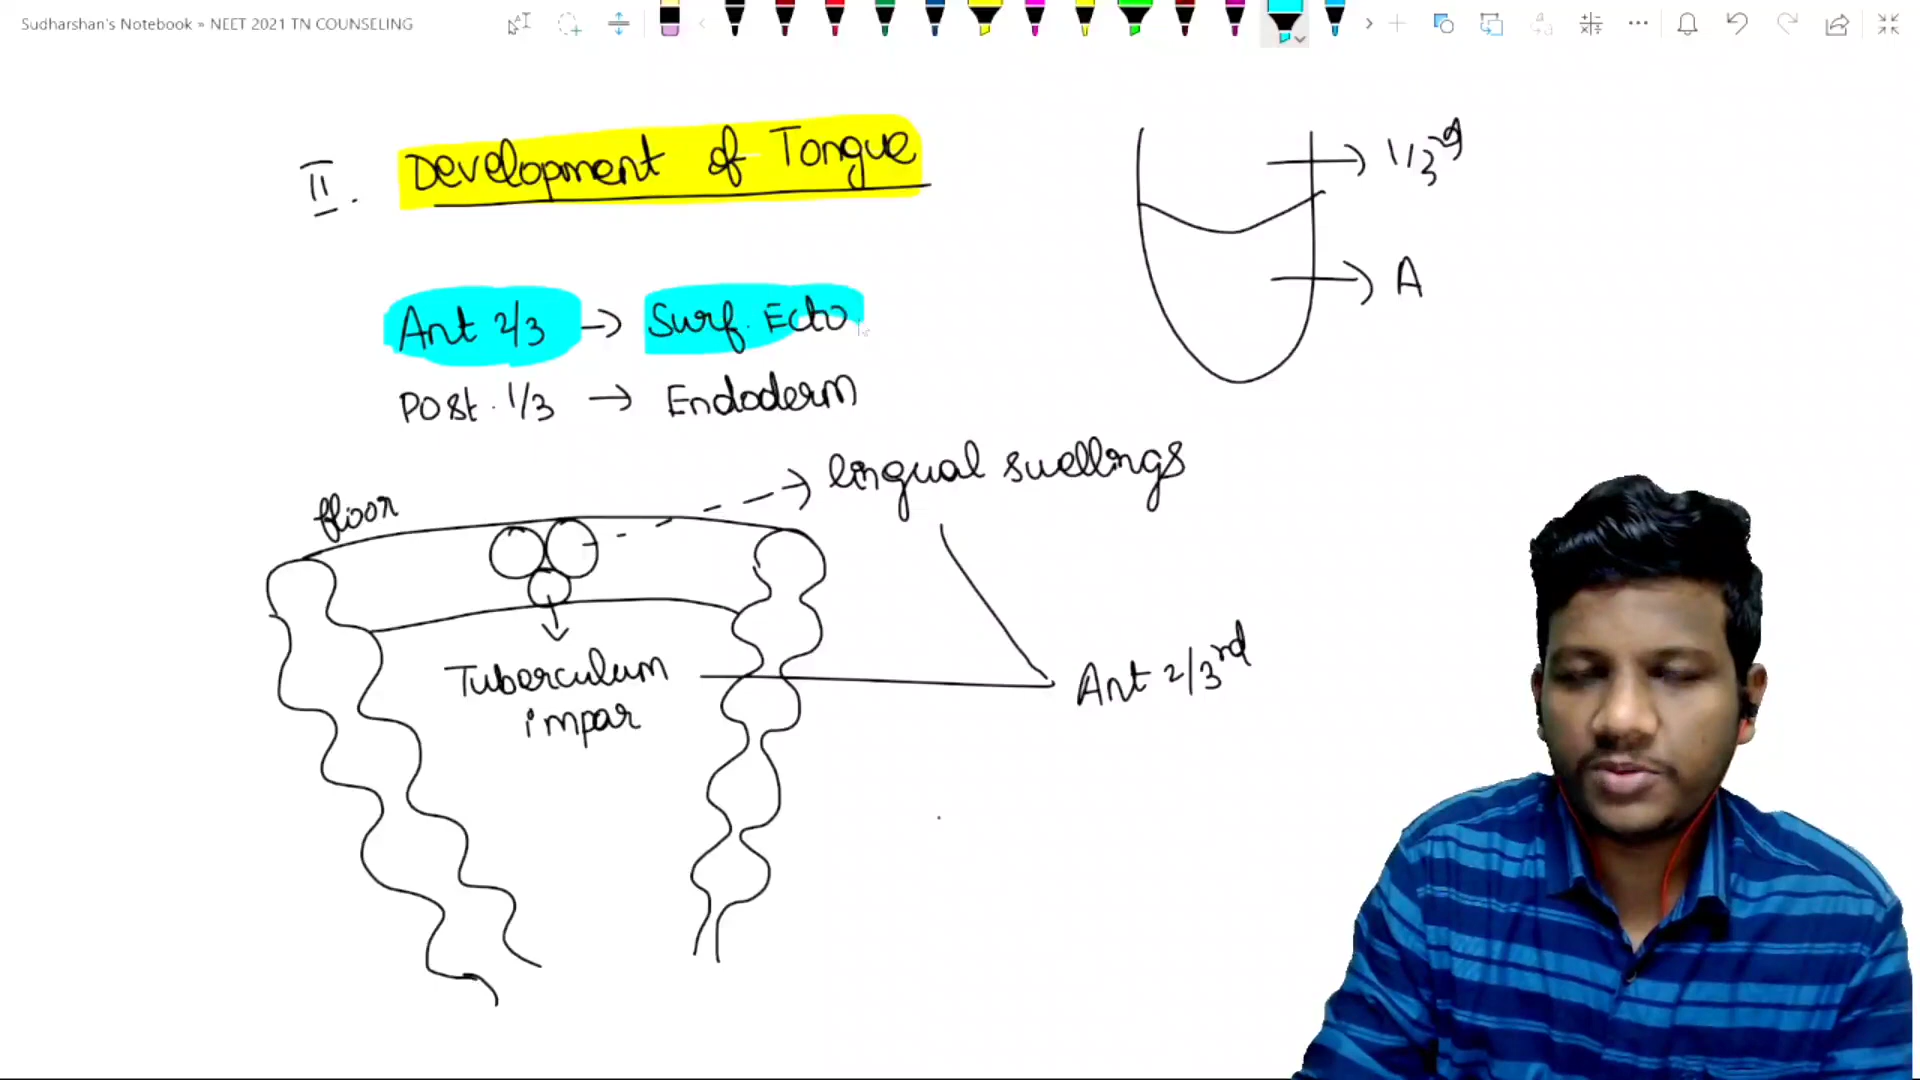 Sudharshan's Notebook » NEET 2021 TN COUNSELING
II. Development of Tongue
1/3rd
A
Ant 2/3 → Surf. Ecto
Post. 1/3 → Endoderm
lingual swellings
floor
Tuberculum
impar
Ant 2/3rd